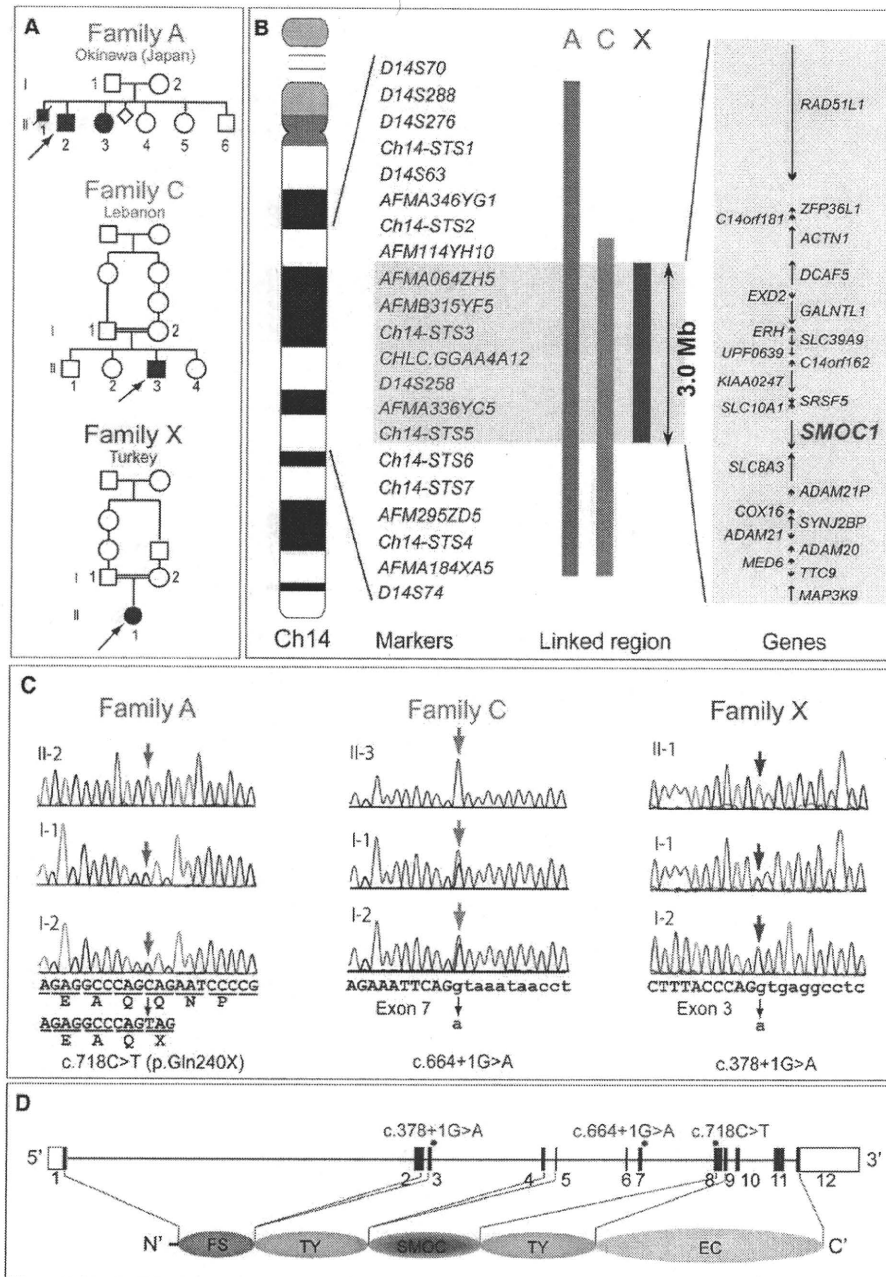 A
Family A
Okinawa (Japan)
I
1
2
II
1
2
3
4
5
6
Family C
Lebanon
I
1
2
II
1
2
3
4
Family X
Turkey
I
1
2
II
1
B
A C X
D14S70
D14S288
D14S276
Ch14-STS1
D14S63
AFMA346YG1
Ch14-STS2
AFM114YH10
AFMA064ZH5
AFMB315YF5
Ch14-STS3
CHLC.GGAA4A12
D14S258
AFMA336YC5
Ch14-STS5
Ch14-STS6
Ch14-STS7
AFM295ZD5
Ch14-STS4
AFMA184XA5
D14S74
3.0 Mb
RAD51L1
ZFP36L1
C14orf181
ACTN1
DCAF5
EXD2
GALNTL1
ERH
SLC39A9
UPF0639
C14orf162
KIAA0247
SRSF5
SLC10A1
SMOC1
SLC8A3
ADAM21P
COX16
SYNJ2BP
ADAM21
ADAM20
MED6
TTC9
MAP3K9
Ch14 Markers Linked region Genes
C
Family A
II-2
I-1
I-2
AGAGGCCCAGCAGAATCCCCG
E A Q Q N P
AGAGGCCCAGTAG
E A Q X
c.718C>T (p.Gln240X)
Family C
II-3
I-1
I-2
AGAAATTCAGgtaaataacct
Exon 7
a
c.664+1G>A
Family X
II-1
I-1
I-2
CTTTACCCAGgtgaggcctc
Exon 3
a
c.378+1G>A
D
c.378+1G>A c.664+1G>A c.718C>T
5' 3'
1 2 3 4 5 6 7 8 9 10 11 12
N' FS TY SMOC TY EC C'